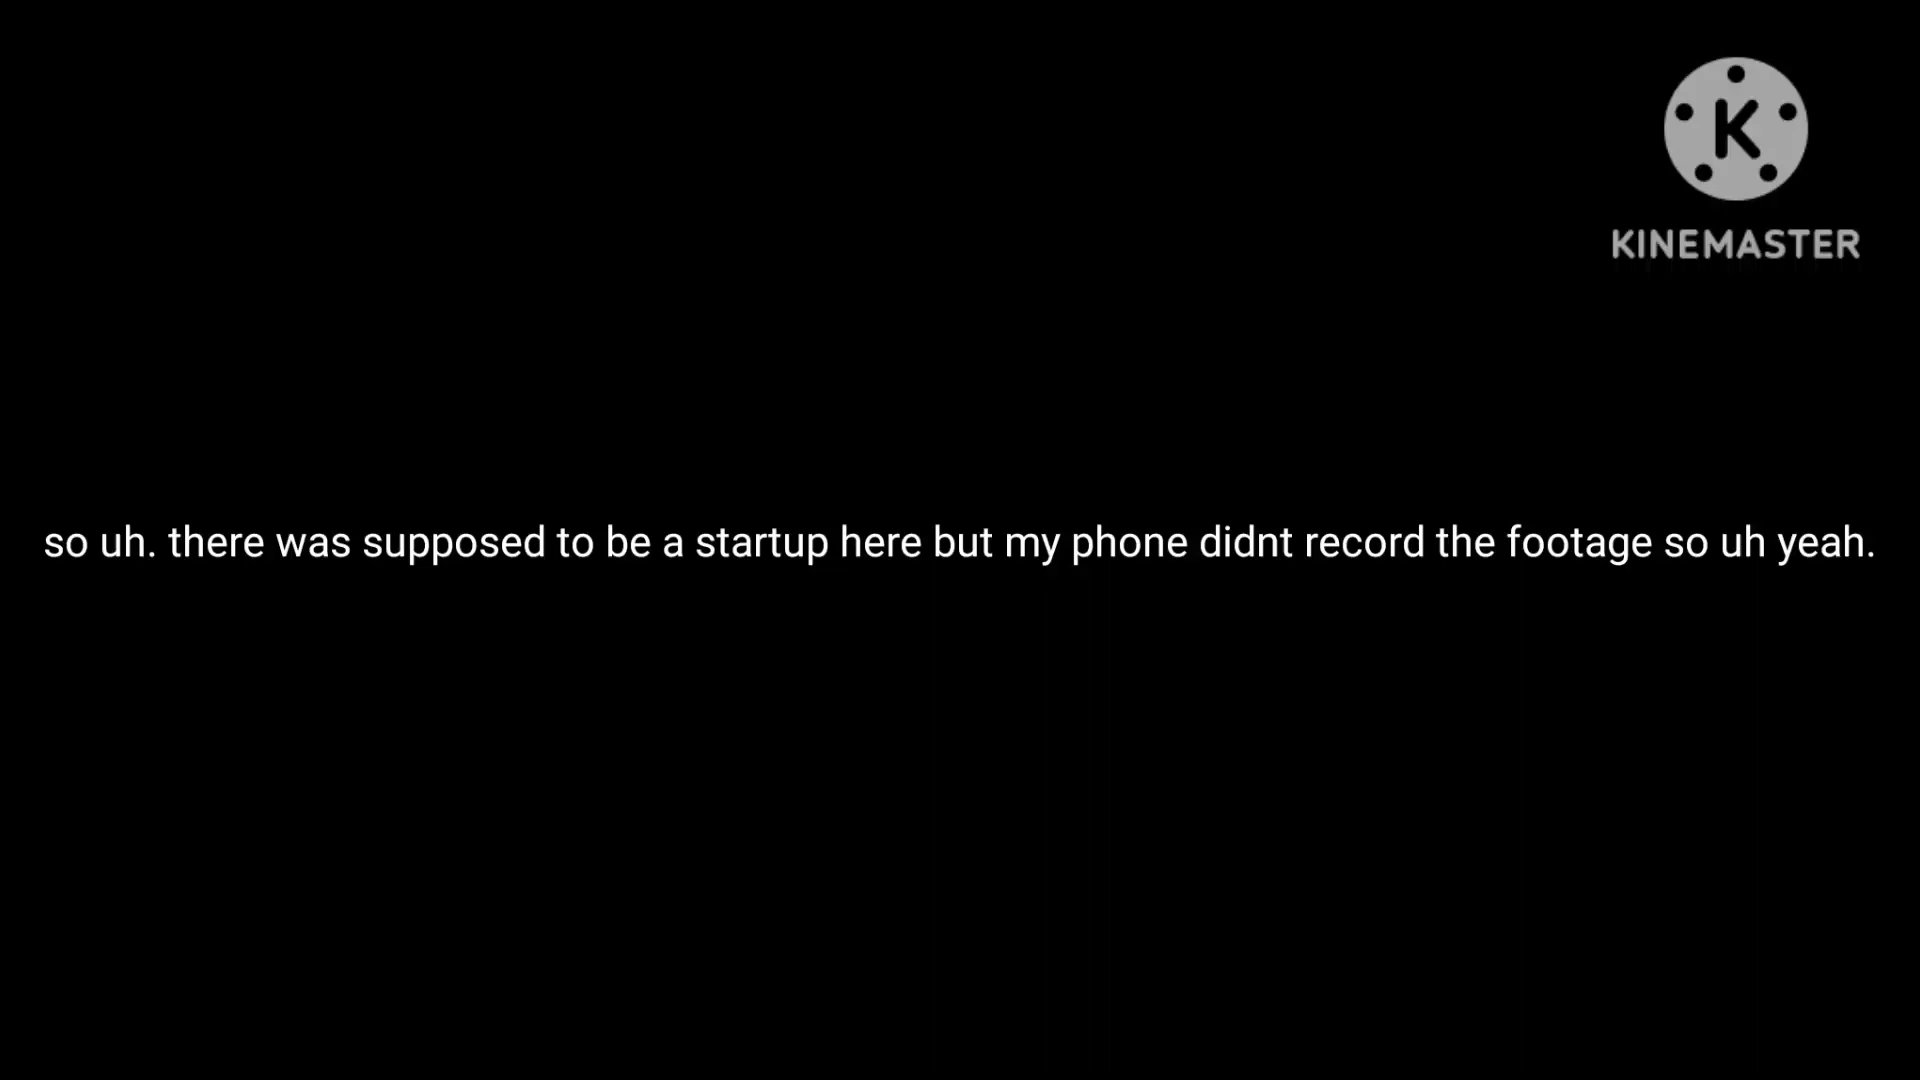 K
KINEMASTER
so uh. there was supposed to be a startup here but my phone didnt record the footage so uh yeah.